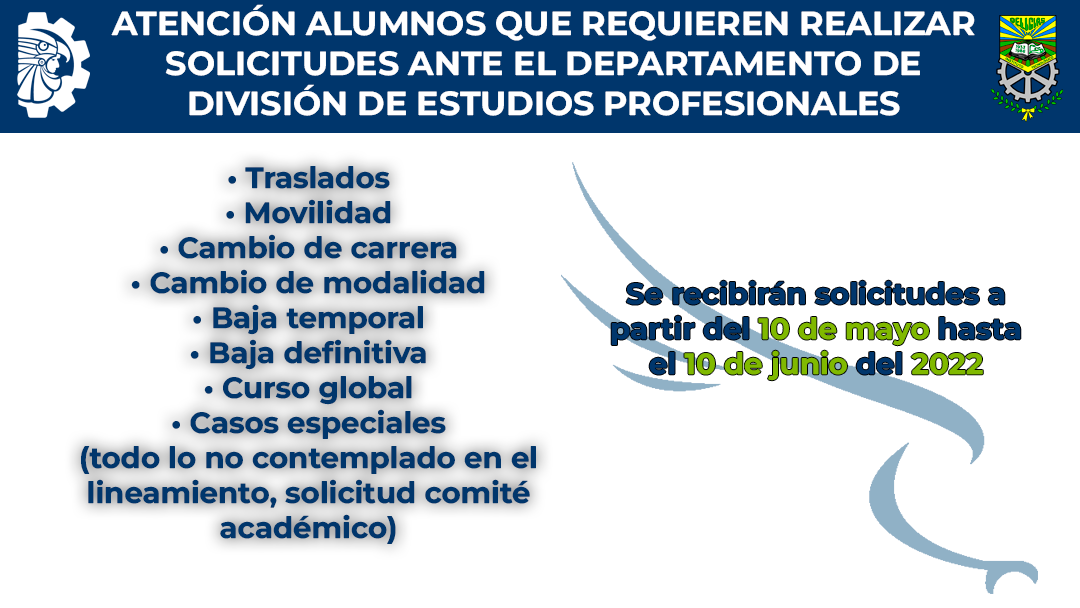 ATENCIÓN ALUMNOS QUE REQUIEREN REALIZAR
SOLICITUDES ANTE EL DEPARTAMENTO DE
DIVISIÓN DE ESTUDIOS PROFESIONALES
DELICIAS
• Traslados
• Movilidad
• Cambio de carrera
• Cambio de modalidad
• Baja temporal
• Baja definitiva
• Curso global
• Casos especiales
(todo lo no contemplado en el
lineamiento, solicitud comité
académico)
Se recibirán solicitudes a
partir del 10 de mayo hasta
el 10 de junio del 2022